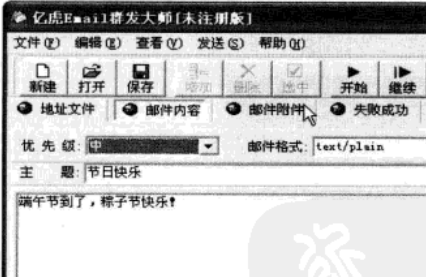 亿虎Email群发大师[未注册版]
文件(F) 编辑(E) 查看(V) 发送(S) 帮助(H)
新建 打开 保存 增加 删除 选中 开始 继续
地址文件 邮件内容 邮件附件 失败成功
优先级: 中 邮件格式: text/plain
主题: 节日快乐
端午节到了，粽子节快乐!